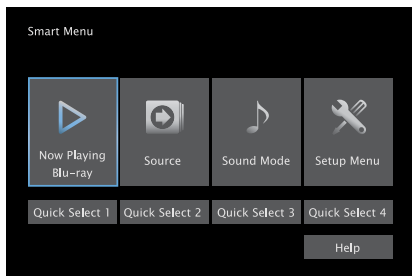 Smart Menu
Now Playing
Blu-ray
Source
Sound Mode
Setup Menu
Quick Select 1
Quick Select 2
Quick Select 3
Quick Select 4
Help